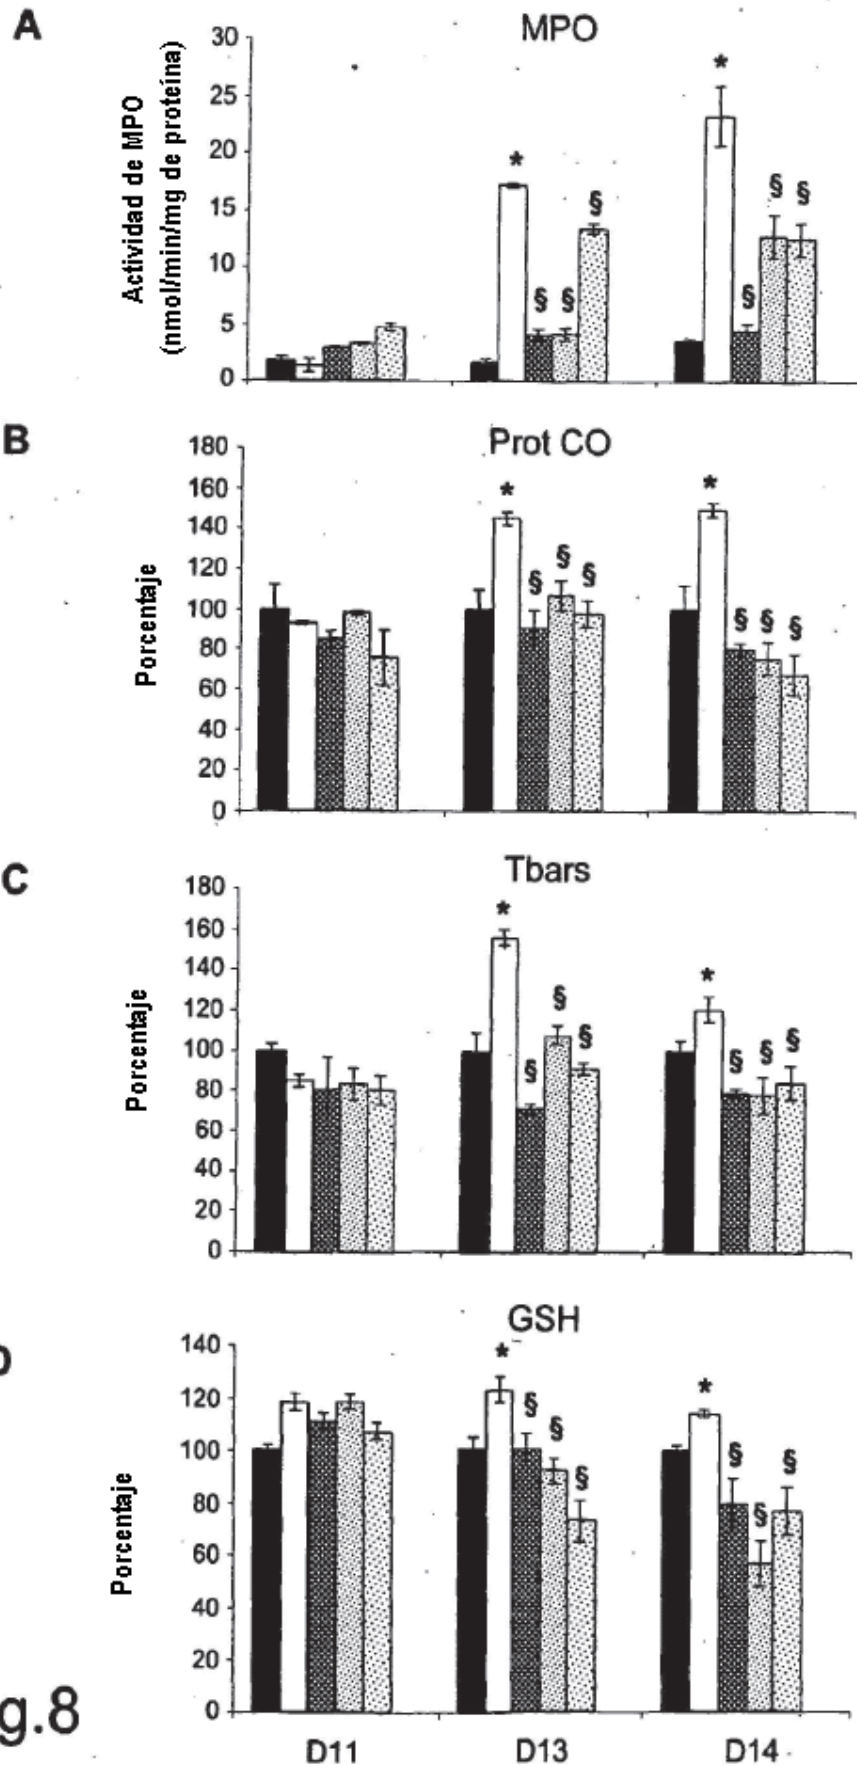 A
MPO
Actividad de MPO
(nmol/min/mg de proteína)
30
25
20
15
10
5
0
*
§ § §
*
§ § §
B
Prot CO
Porcentaje
180
160
140
120
100
80
60
40
20
0
*
§ § §
*
§ § §
C
Tbars
Porcentaje
180
160
140
120
100
80
60
40
20
0
*
§ § §
*
§ § §
D
GSH
Porcentaje
140
120
100
80
60
40
20
0
*
§ § §
*
§ § §
D11 D13 D14
g.8